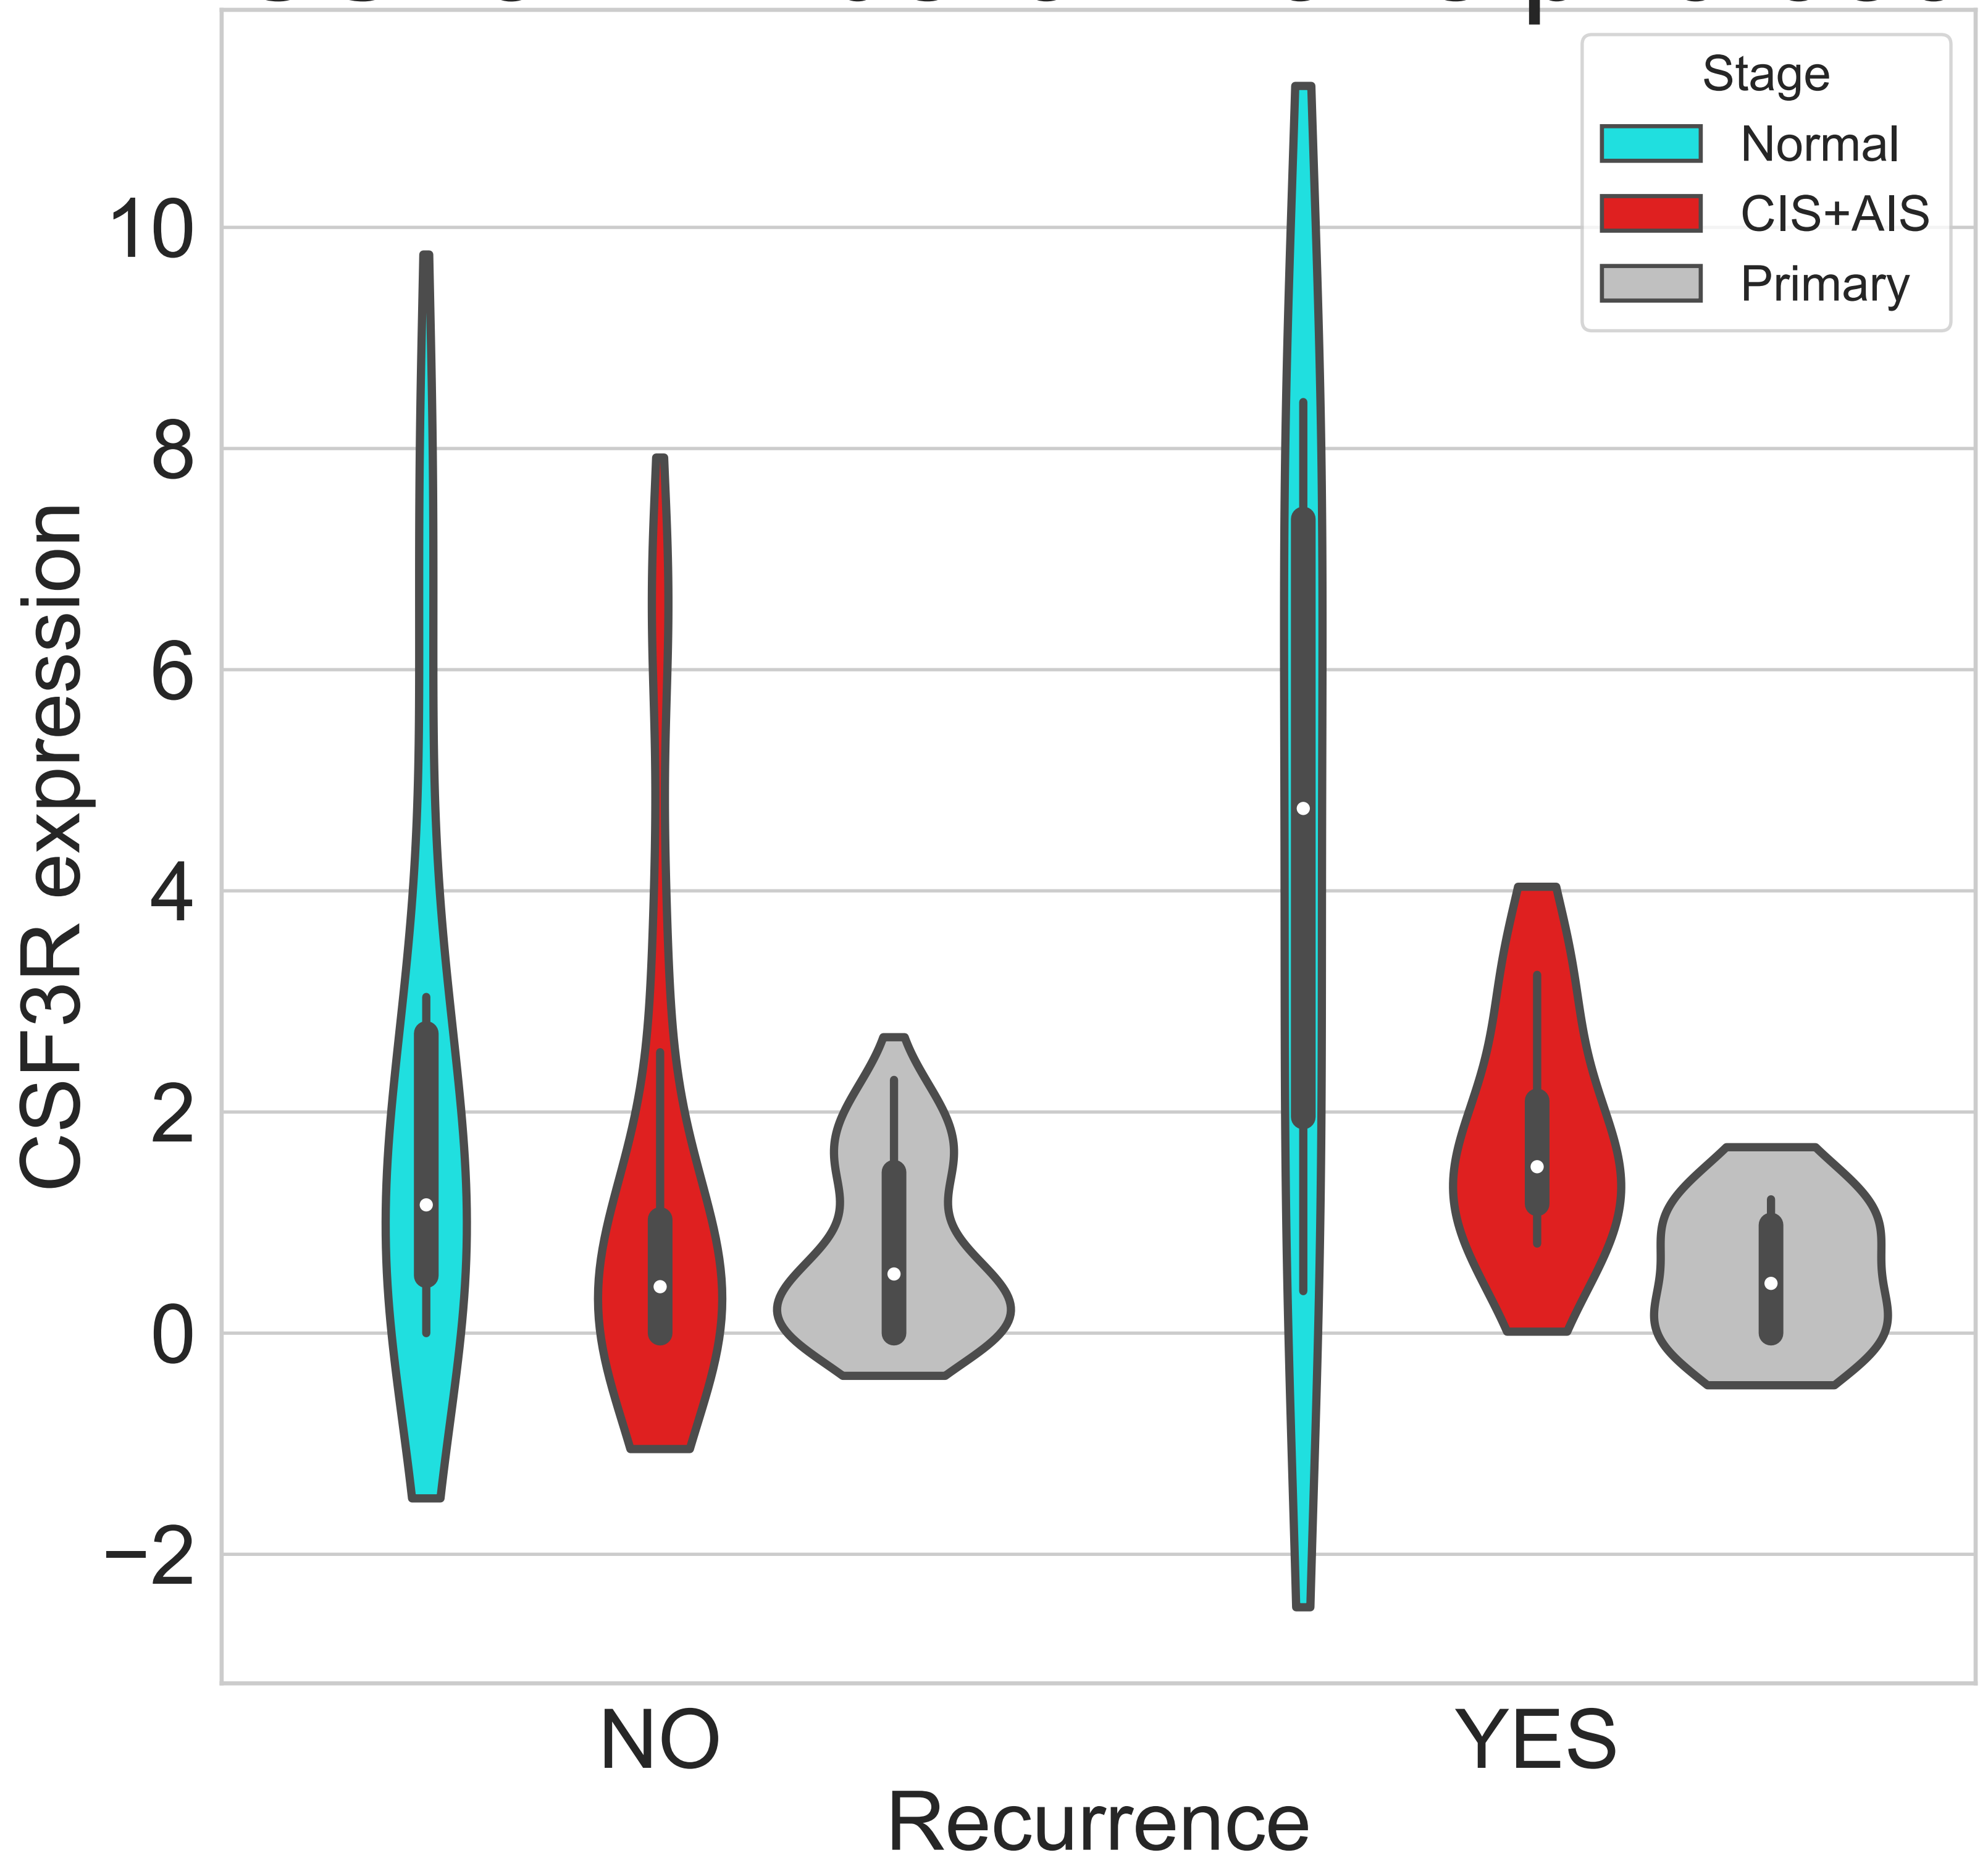 Stage
Normal
CIS+AIS
Primary
10
8
6
4
2
0
−2
CSF3R expression
NO
YES
Recurrence